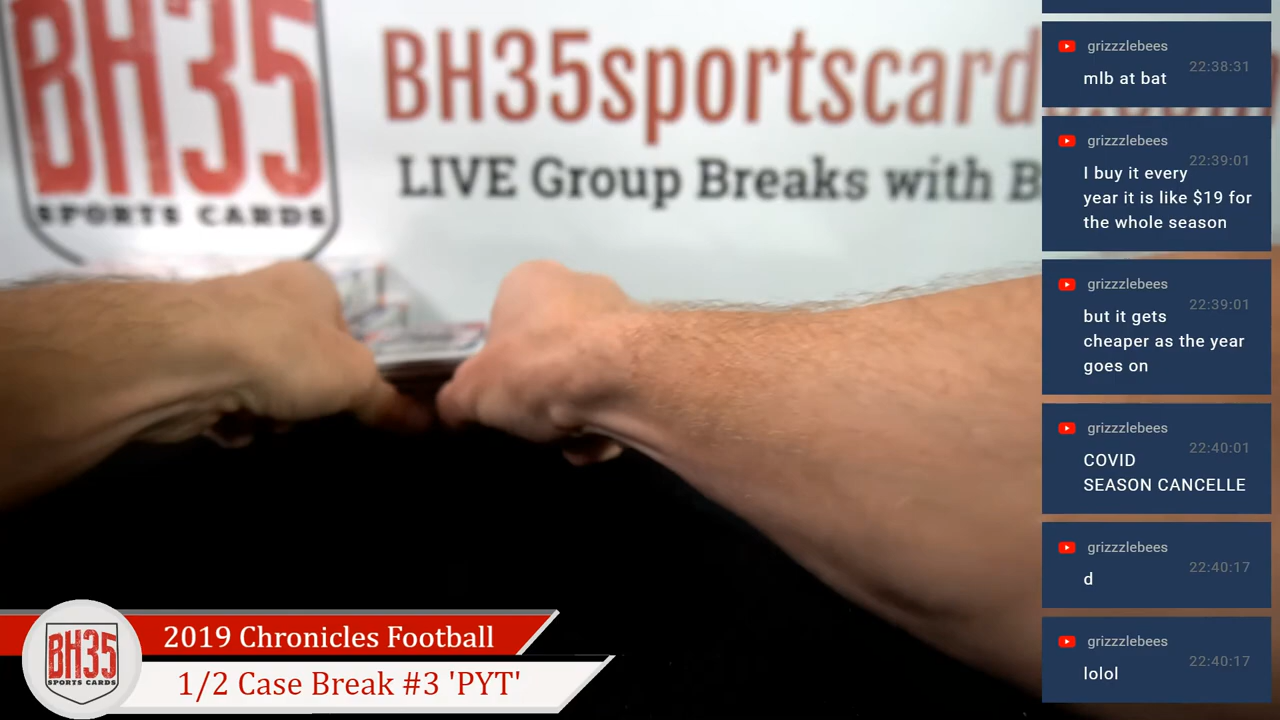 BH35
SPORTS CARDS
BH35sportscard
LIVE Group Breaks with B
grizzzlebees
22:38:31
mlb at bat
grizzzlebees
22:39:01
I buy it every
year it is like $19 for
the whole season
grizzzlebees
22:39:01
but it gets
cheaper as the year
goes on
grizzzlebees
22:40:01
COVID
SEASON CANCELLE
grizzzlebees
22:40:17
d
grizzzlebees
22:40:17
lolol
BH35
SPORTS CARDS
2019 Chronicles Football
1/2 Case Break #3 'PYT'